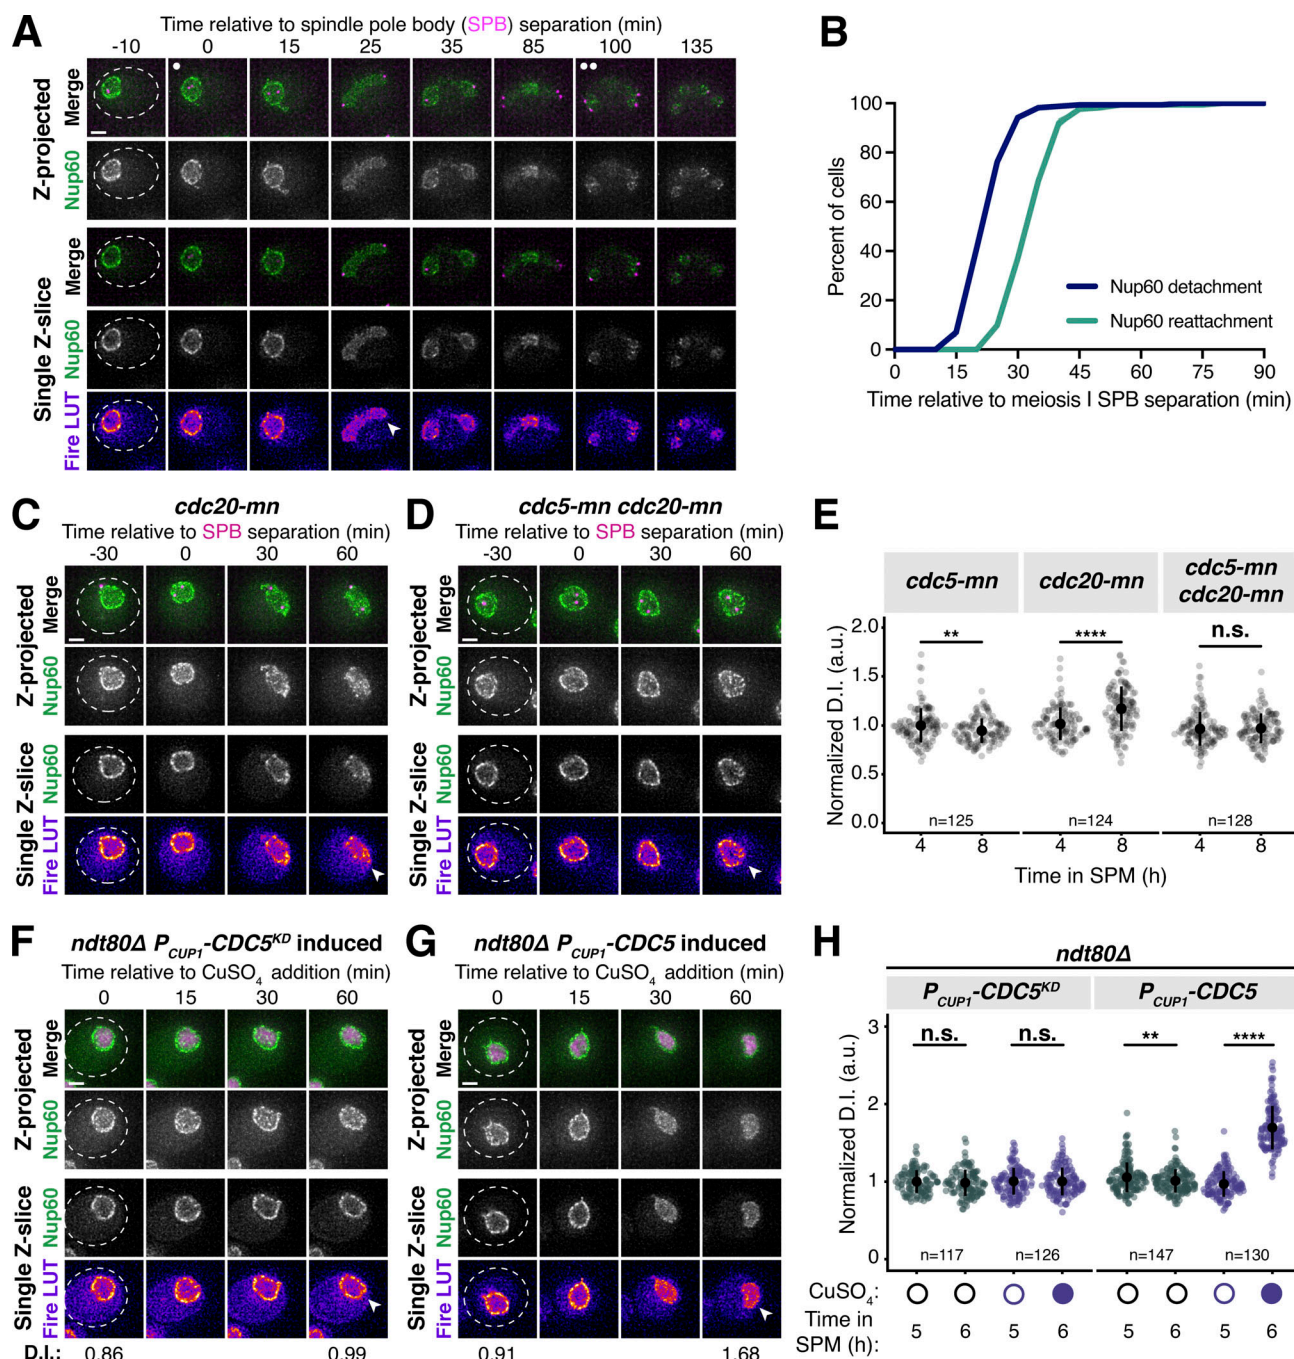 A
Time relative to spindle pole body (SPB) separation (min)
-10 0 15 25 35 85 100 135
Z-projected
Merge
Nup60
Single Z-slice
Merge
Nup60
Fire LUT
B
Percent of cells
100
80
60
40
20
0
Nup60 detachment
Nup60 reattachment
0 15 30 45 60 75 90
Time relative to meiosis I SPB separation (min)
C
cdc20-mn
Time relative to SPB separation (min)
-30 0 30 60
Z-projected
Merge
Nup60
Single Z-slice
Nup60
Fire LUT
D
cdc5-mn cdc20-mn
Time relative to SPB separation (min)
-30 0 30 60
Z-projected
Merge
Nup60
Single Z-slice
Nup60
Fire LUT
E
cdc5-mn cdc20-mn cdc5-mn
cdc20-mn
Normalized D.I. (a.u.)
2.0
1.5
1.0
0.5
0.0
** **** n.s.
n=125 n=124 n=128
4 8 4 8 4 8
Time in SPM (h)
F
ndt80Δ PCUP1-CDC5KD induced
Time relative to CuSO4 addition (min)
0 15 30 60
Z-projected
Merge
Nup60
Single Z-slice
Nup60
Fire LUT
D.I.: 0.86 0.99
G
ndt80Δ PCUP1-CDC5 induced
Time relative to CuSO4 addition (min)
0 15 30 60
Z-projected
Merge
Nup60
Single Z-slice
Nup60
Fire LUT
0.91 1.68
H
ndt80Δ
PCUP1-CDC5KD PCUP1-CDC5
Normalized D.I. (a.u.)
3
2
1
0
n.s. n.s. ** ****
n=117 n=126 n=147 n=130
CuSO4:
Time in
SPM (h): 5 6 5 6 5 6 5 6